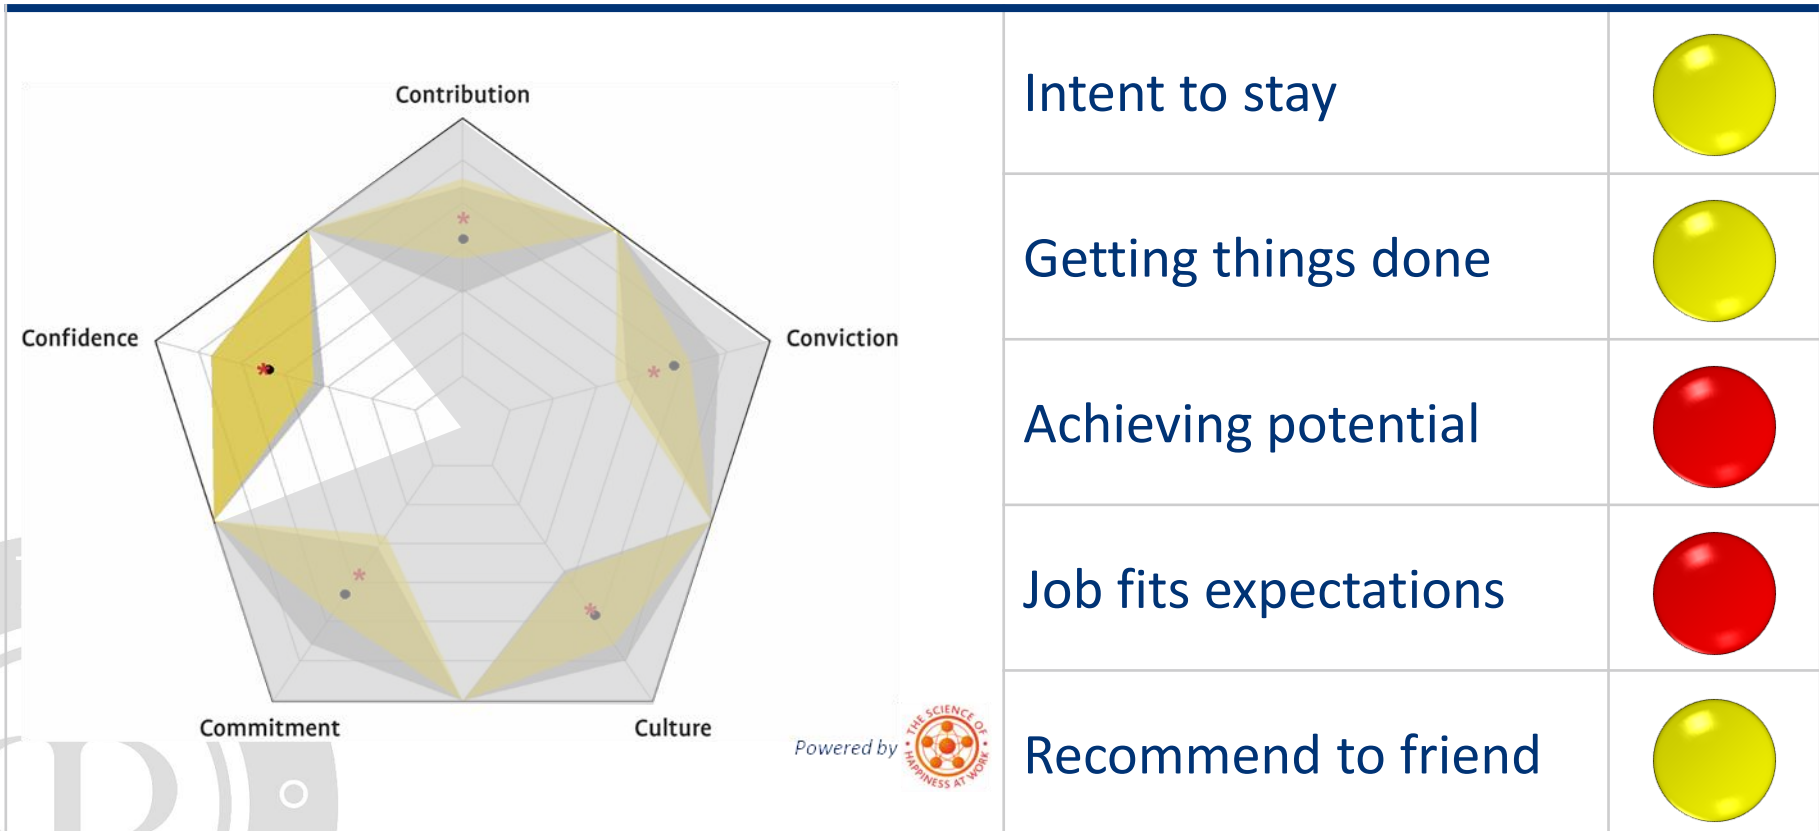 Contribution
Confidence
Conviction
Commitment
Culture
Powered by
THE SCIENCE OF
HAPPINESS AT WORK
Intent to stay
Getting things done
Achieving potential
Job fits expectations
Recommend to friend